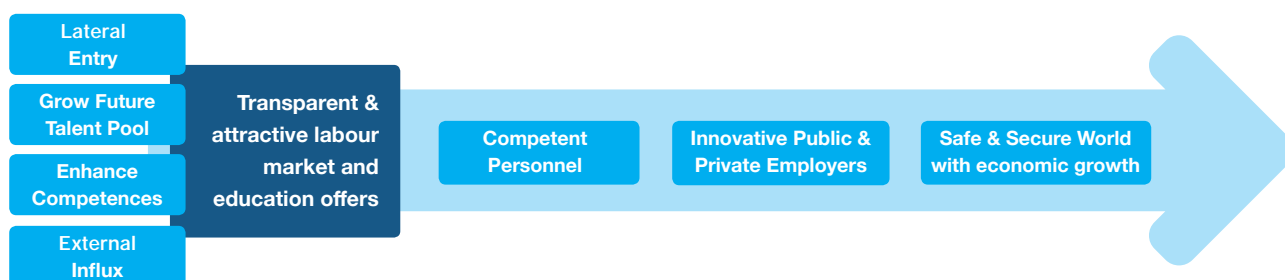 Lateral
Entry
Grow Future
Talent Pool
Enhance
Competences
External
Influx
Transparent &
attractive labour
market and
education offers
Competent
Personnel
Innovative Public &
Private Employers
Safe & Secure World
with economic growth